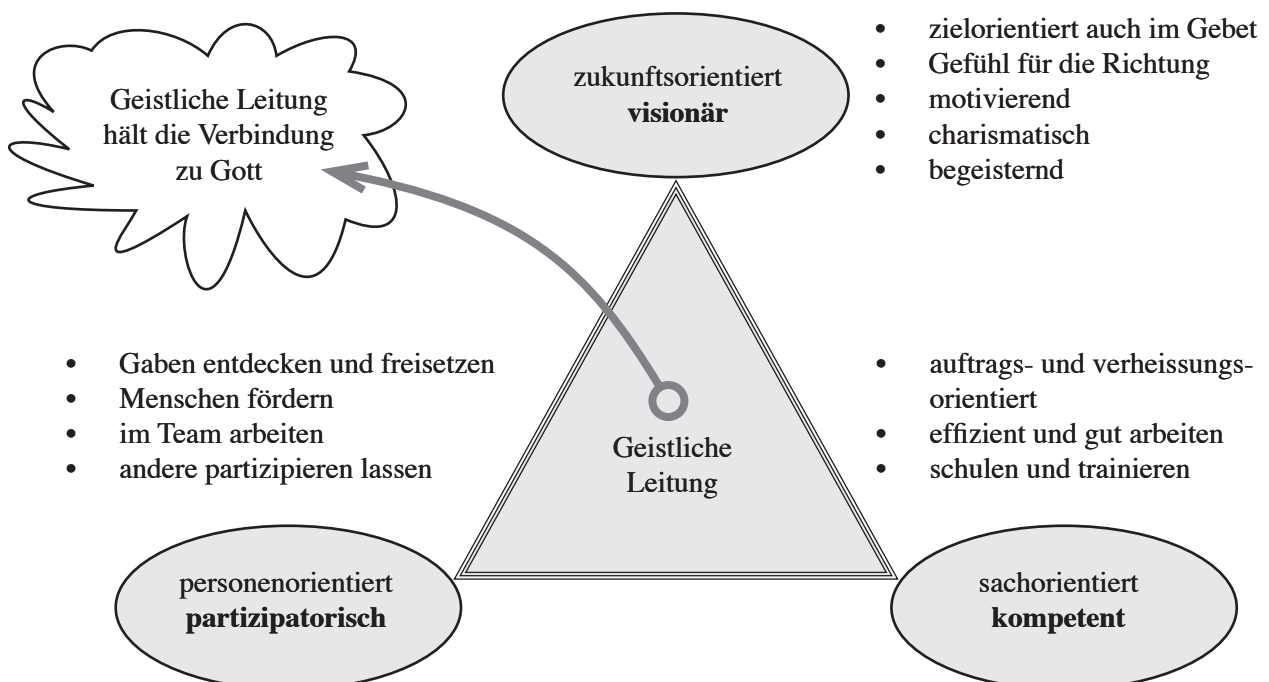 Geistliche Leitung
hält die Verbindung
zu Gott
zukunftsorientiert
visionär
• zielorientiert auch im Gebet
• Gefühl für die Richtung
• motivierend
• charismatisch
• begeisternd
• Gaben entdecken und freisetzen
• Menschen fördern
• im Team arbeiten
• andere partizipieren lassen
Geistliche
Leitung
• auftrags- und verheissungs-
orientiert
• effizient und gut arbeiten
• schulen und trainieren
personenorientiert
partizipatorisch
sachorientiert
kompetent